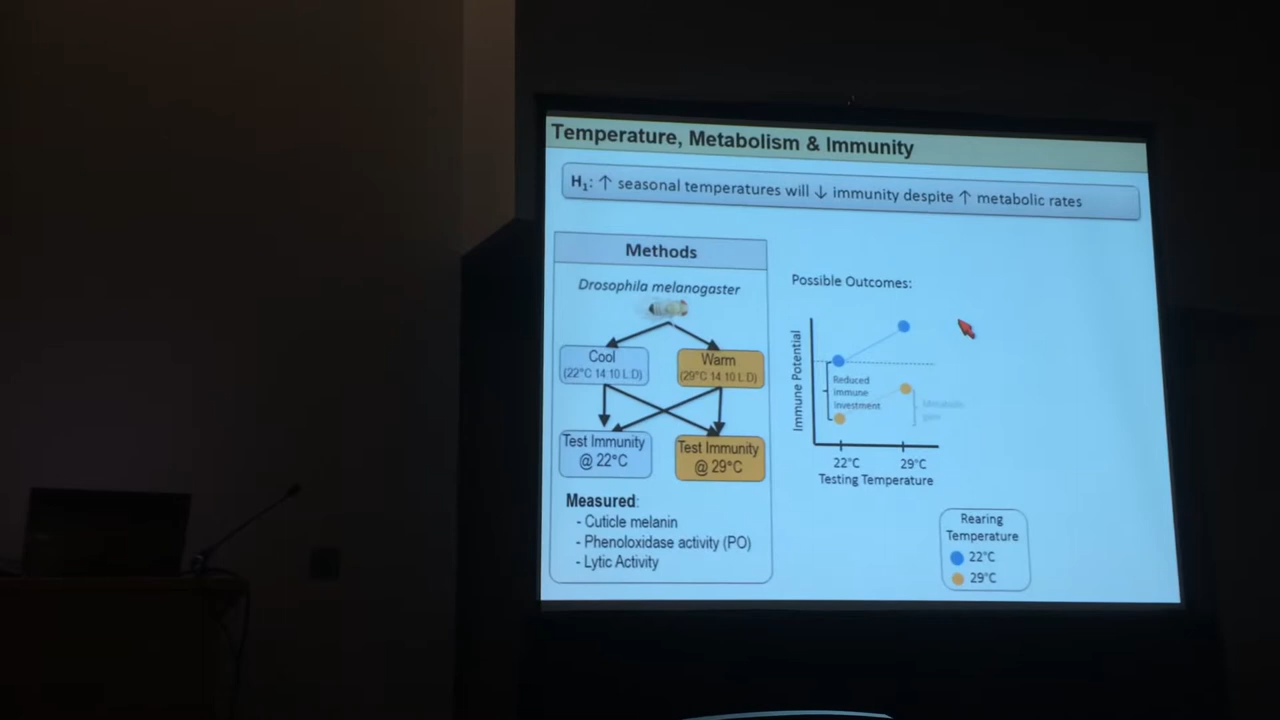 Temperature, Metabolism & Immunity
H₁: ↑ seasonal temperatures will ↓ immunity despite ↑ metabolic rates
Methods
Drosophila melanogaster
Cool
(22°C 14:10 L:D)
Warm
(29°C 14:10 L:D)
Test Immunity
@ 22°C
Test Immunity
@ 29°C
Measured:
- Cuticle melanin
- Phenoloxidase activity (PO)
- Lytic Activity
Possible Outcomes:
Immune Potential
Reduced
immune
investment
Metabolic
gain
22°C
29°C
Testing Temperature
Rearing
Temperature
22°C
29°C